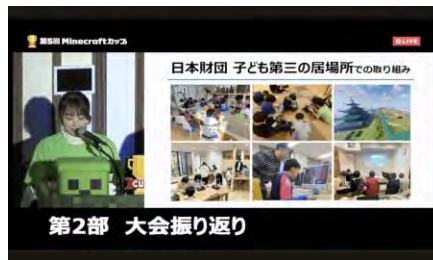 第5回 Minecraftカップ
LIVE
日本財団 子ども第三の居場所での取り組み
第2部 大会振り返り